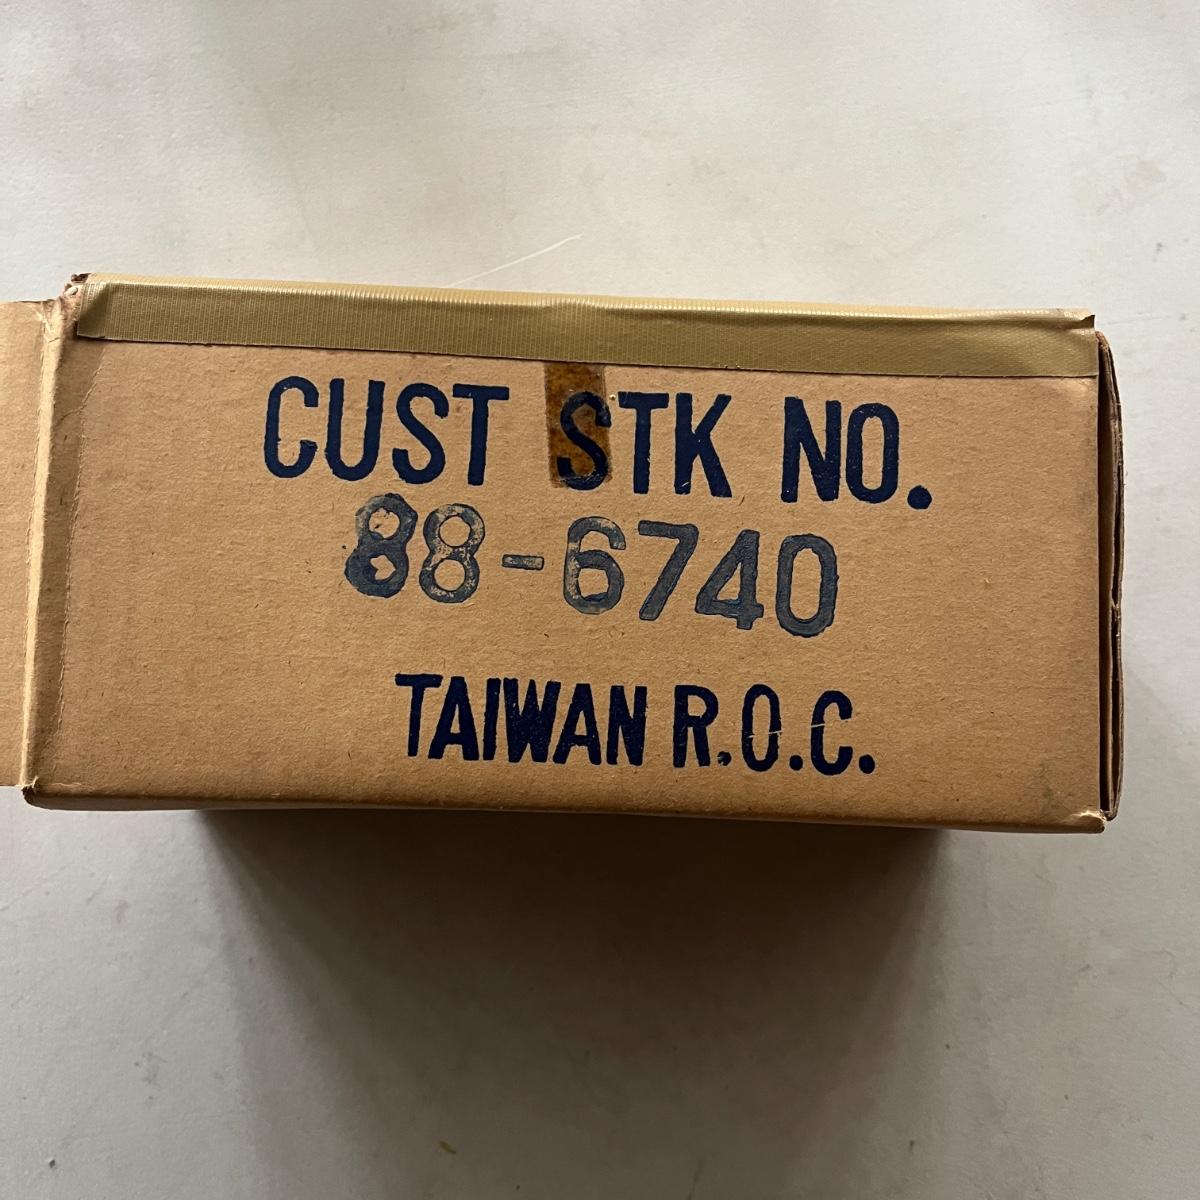 CUST STK NO.
88-6740
TAIWAN R.O.C.